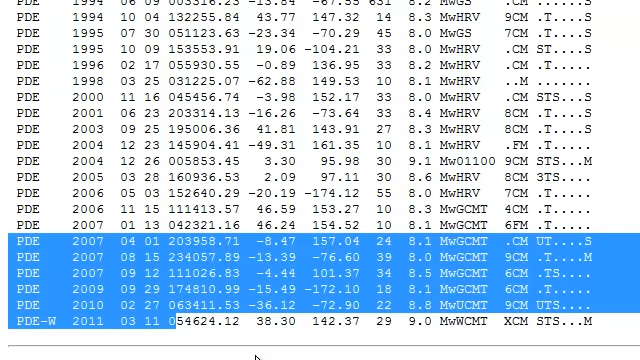 PDE 1994 06 09 003316.23 -13.84 -67.55 631 8.2 MwGS .CM ......S
PDE 1994 10 04 132255.84 43.77 147.32 14 8.3 MwHRV 9CM .T.....S
PDE 1995 07 30 051123.63 -23.34 -70.29 45 8.0 MwGS 7CM .T.....S
PDE 1995 10 09 153553.91 19.06 -104.21 33 8.0 MwHRV .CM ST.....S
PDE 1996 02 17 055930.55 -0.89 136.95 33 8.2 MwHRV .CM .T.....
PDE 1998 03 25 031225.07 -62.88 149.53 10 8.1 MwHRV ..M .......
PDE 2000 11 16 045456.74 -3.98 152.17 33 8.0 MwHRV .CM STS...S
PDE 2001 06 23 203314.13 -16.26 -73.64 33 8.4 MwHRV 8CM .T.....S
PDE 2003 09 25 195006.36 41.81 143.91 27 8.3 MwHRV 8CM .T.....S
PDE 2004 12 23 145904.41 -49.31 161.35 10 8.1 MwHRV .FM .T.....
PDE 2004 12 26 005853.45 3.30 95.98 30 9.1 Mw01100 9CM STS...M
PDE 2005 03 28 160936.53 2.09 97.11 30 8.6 MwHRV 8CM 3TS....
PDE 2006 05 03 152640.29 -20.19 -174.12 55 8.0 MwHRV 7CM .T.....
PDE 2006 11 15 111413.57 46.59 153.27 10 8.3 MwGCMT 4CM .T.....
PDE 2007 01 13 042321.16 46.24 154.52 10 8.1 MwGCMT 6FM .T.....
PDE 2007 04 01 203958.71 -8.47 157.04 24 8.1 MwGCMT .CM UT....S
PDE 2007 08 15 234057.89 -13.39 -76.60 39 8.0 MwGCMT 9CM .T....M
PDE 2007 09 12 111026.83 -4.44 101.37 34 8.5 MwGCMT 6CM .TS....
PDE 2009 09 29 174810.99 -15.49 -172.10 18 8.1 MwGCMT 6CM .T.....
PDE 2010 02 27 063411.53 -36.12 -72.90 22 8.8 MwUCMT 9CM UTS....
PDE-W 2011 03 11 054624.12 38.30 142.37 29 9.0 MwWCMT XCM STS...M